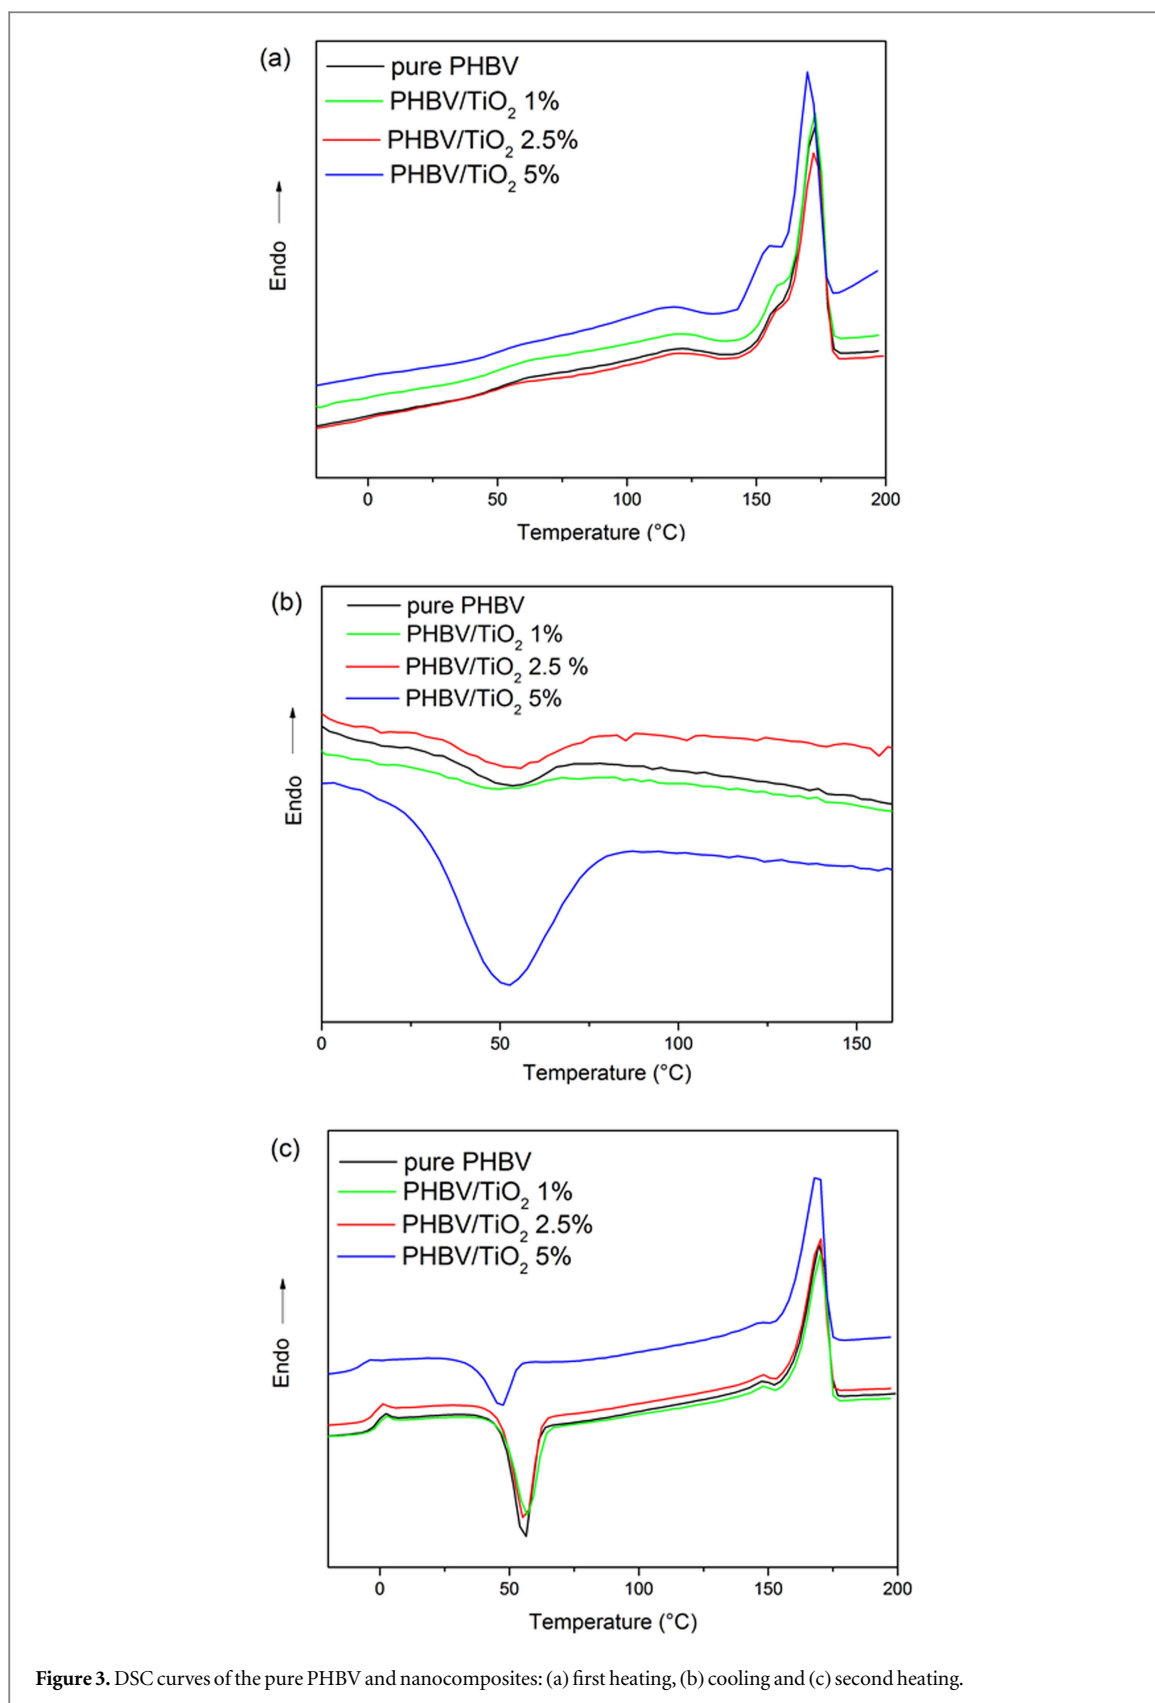 (a)
pure PHBV
PHBV/TiO₂ 1%
PHBV/TiO₂ 2.5%
PHBV/TiO₂ 5%
Endo
0 50 100 150 200
Temperature (°C)
(b)
pure PHBV
PHBV/TiO₂ 1%
PHBV/TiO₂ 2.5 %
PHBV/TiO₂ 5%
Endo
0 50 100 150
Temperature (°C)
(c)
pure PHBV
PHBV/TiO₂ 1%
PHBV/TiO₂ 2.5%
PHBV/TiO₂ 5%
Endo
0 50 100 150 200
Temperature (°C)
Figure 3. DSC curves of the pure PHBV and nanocomposites: (a) first heating, (b) cooling and (c) second heating.